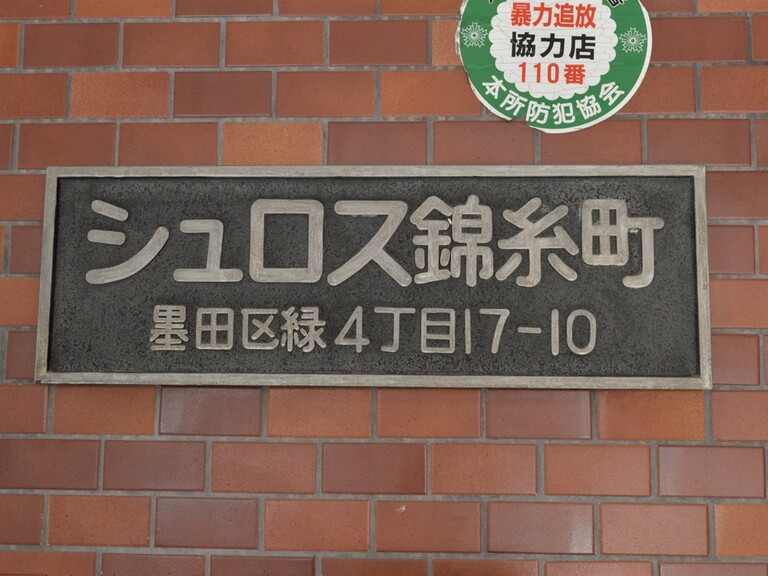 暴力追放
協力店
110番
本所防犯協会
シュロス錦糸町
墨田区緑4丁目17-10